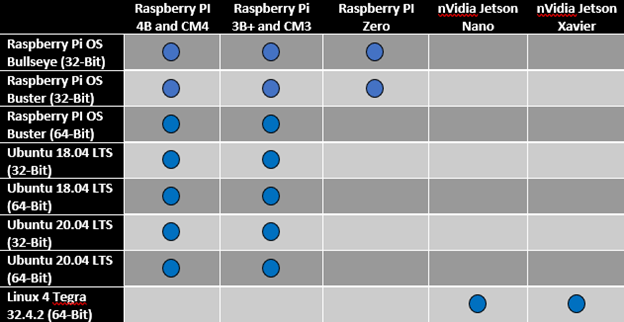 Raspberry PI
4B and CM4
Raspberry Pi
3B+ and CM3
Raspberry PI
Zero
nVidia Jetson
Nano
nVidia Jetson
Xavier
Raspberry Pi OS
Bullseye (32-Bit)
Raspberry Pi OS
Buster (32-Bit)
Raspberry PI OS
Buster (64-Bit)
Ubuntu 18.04 LTS
(32-Bit)
Ubuntu 18.04 LTS
(64-Bit)
Ubuntu 20.04 LTS
(32-Bit)
Ubuntu 20.04 LTS
(64-Bit)
Linux 4 Tegra
32.4.2 (64-Bit)